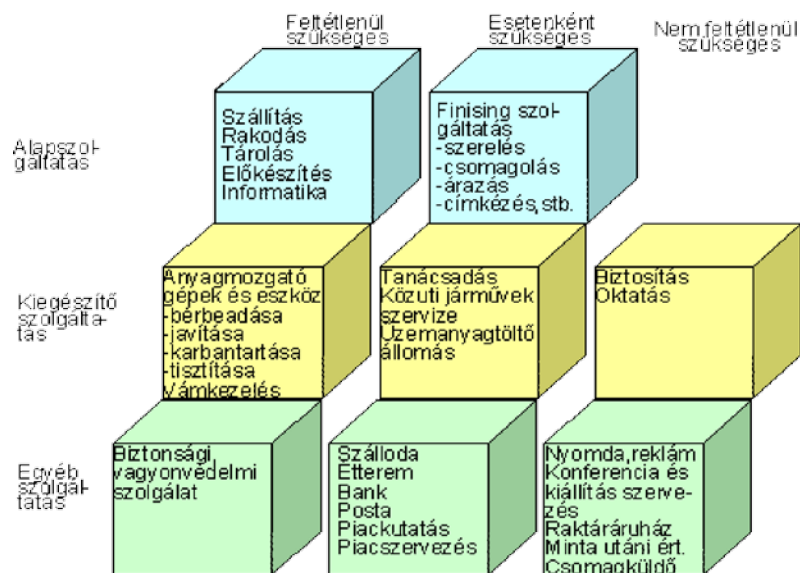 Feltétlenül
szükséges
Esetenként
szükséges
Nem feltétlenül
szükséges
Alapszol-
gáltatás
Szállítás
Rakodás
Tárolás
Előkészítés
Informatika
Finising szol-
gáltatás
-szerelés
-csomagolás
-árazás
-címkézés,stb.
Kiegészítő
szolgálta-
tás
Anyagmozgató
gépek és eszköz
-bérbeadása
-javítása
-karbantartása
-tisztítása
Vámkezelés
Tanácsadás
Közuti járművek
szervize
Üzemanyagtöltő
állomás
Biztosítás
Oktatás
Egyéb
szolgál-
tatás
Biztonsági,
vagyonvédelmi
szolgálat
Szálloda
Étterem
Bank
Posta
Piackutatás
Piacszervezés
Nyomda,reklám
Konferencia és
kiállítás szerve-
zés
Raktáráruház
Minta utáni ért.
Csomagküldő